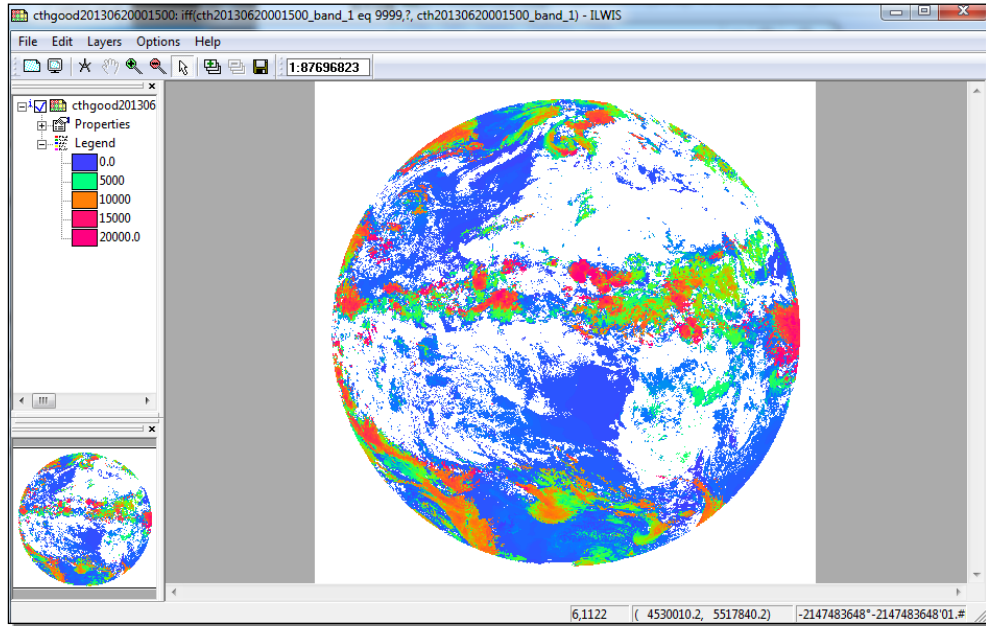 cthgood20130620001500: iff(cth20130620001500_band_1 eq 9999,?, cth20130620001500_band_1) - ILWIS
File Edit Layers Options Help
1:87696823
cthgood201306
Properties
Legend
0.0
5000
10000
15000
20000.0
6,1122 ( 4530010.2, 5517840.2) -2147483648°-2147483648'01.#